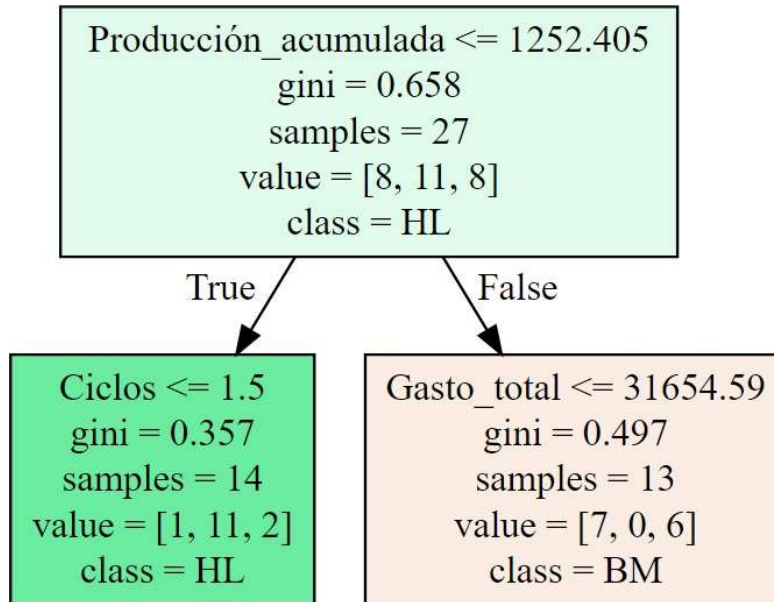 Producción_acumulada <= 1252.405
gini = 0.658
samples = 27
value = [8, 11, 8]
class = HL
True
False
Ciclos <= 1.5
gini = 0.357
samples = 14
value = [1, 11, 2]
class = HL
Gasto_total <= 31654.59
gini = 0.497
samples = 13
value = [7, 0, 6]
class = BM